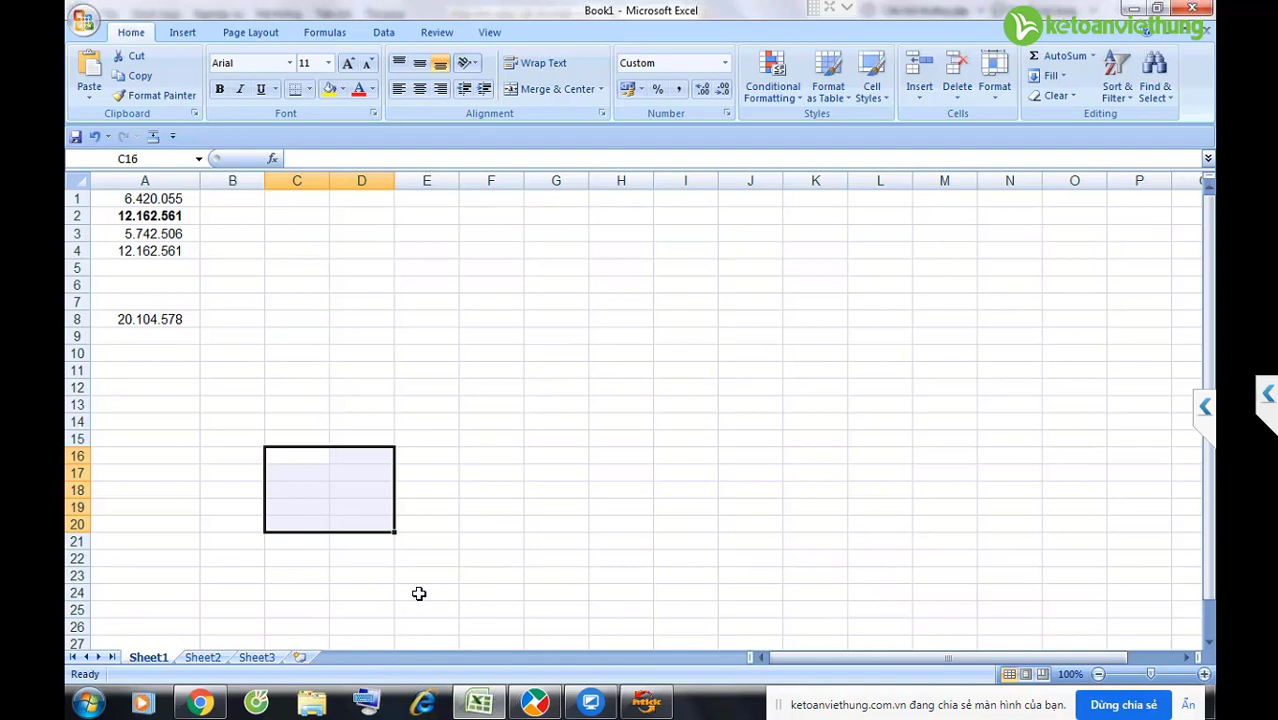 Book1 - Microsoft Excel
ketoanviethung
Home Insert Page Layout Formulas Data Review View
Paste
Cut
Copy
Format Painter
Clipboard
Arial 11
B I U
Font
Wrap Text
Merge & Center
Alignment
Custom
Number
Conditional Formatting
Format as Table
Cell Styles
Styles
Insert Delete Format
Cells
AutoSum
Fill
Clear
Sort & Filter
Find & Select
Editing
C16
fx
A B C D E F G H I J K L M N O P
1 6.420.055
2 12.162.561
3 5.742.506
4 12.162.561
5
6
7
8 20.104.578
9
10
11
12
13
14
15
16
17
18
19
20
21
22
23
24
25
26
27
Sheet1 Sheet2 Sheet3
Ready 100%
ketoanviethung.com.vn đang chia sẻ màn hình của bạn. Dừng chia sẻ Ẩn